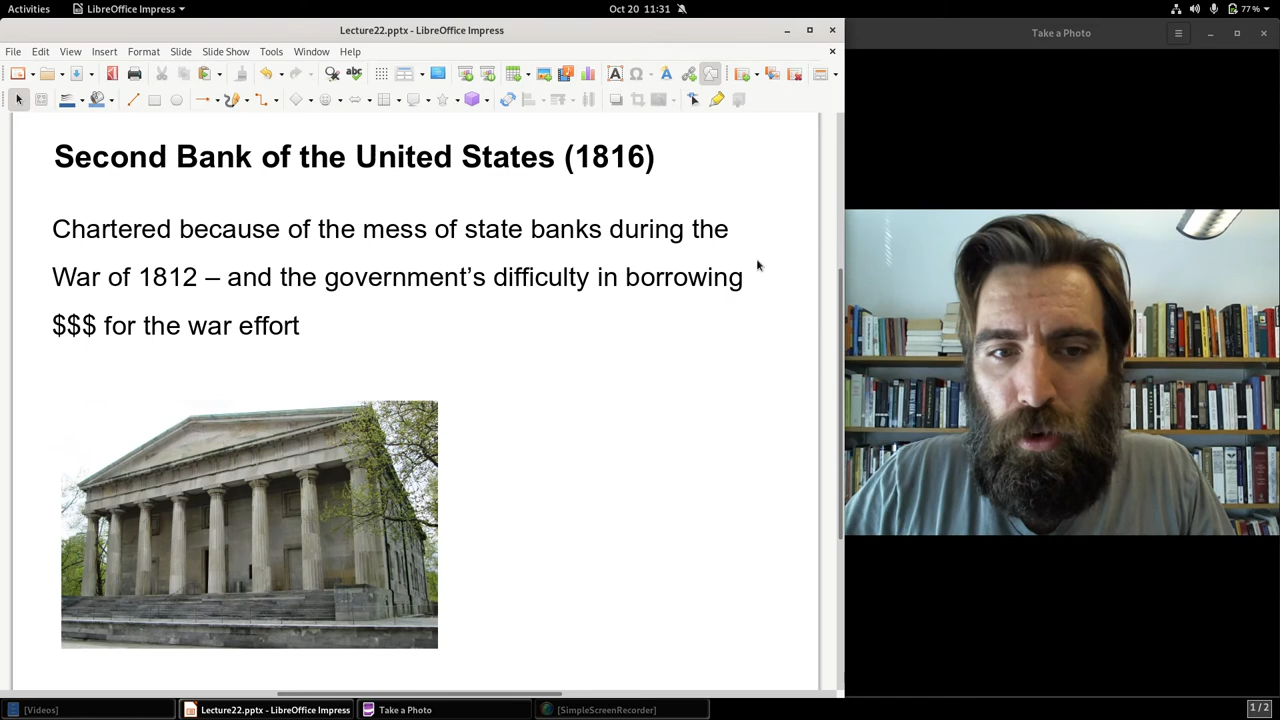 Activities LibreOffice Impress Oct 20 11:31 77 %
Lecture22.pptx - LibreOffice Impress
Take a Photo
File Edit View Insert Format Slide Slide Show Tools Window Help
Second Bank of the United States (1816)
Chartered because of the mess of state banks during the
War of 1812 – and the government’s difficulty in borrowing
$$$ for the war effort
[Videos] Lecture22.pptx - LibreOffice Impress Take a Photo [SimpleScreenRecorder] 1 / 2